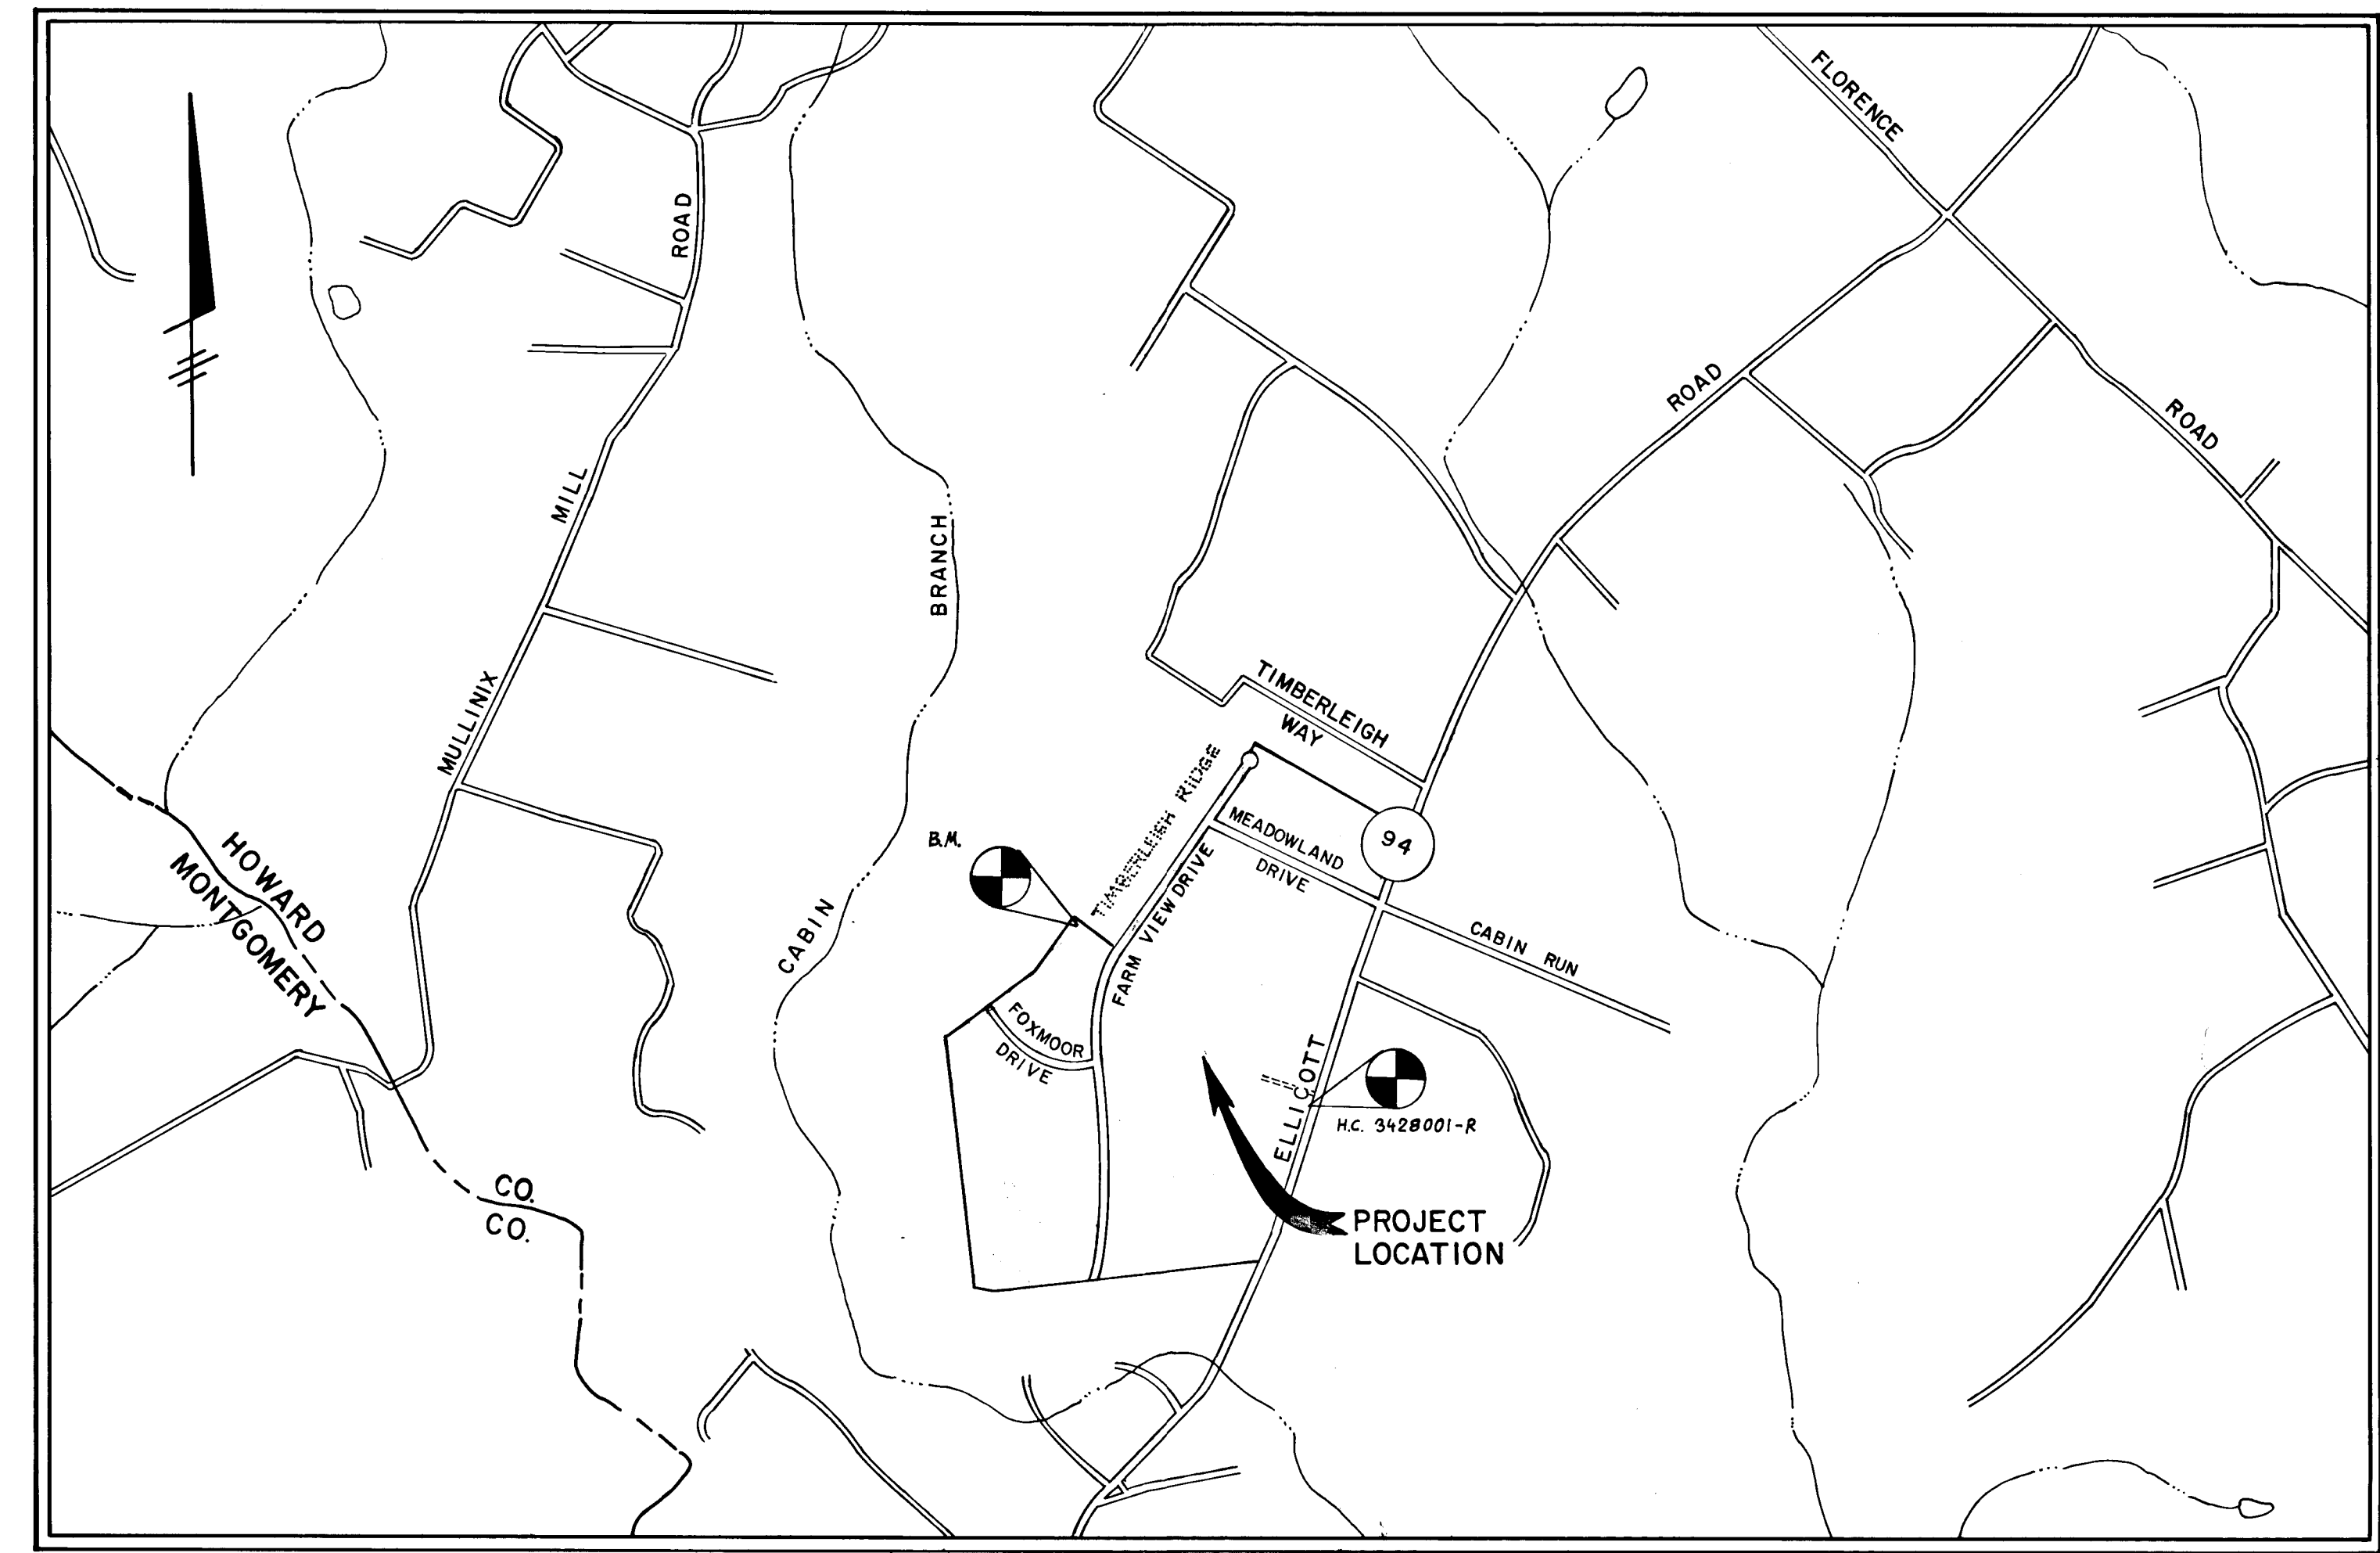 FLORENCE
ROAD
ROAD
ROAD
MULLINIX MILL
BRANCH
CABIN
TIMBERLEIGH
WAY
TIMBERLEIGH RIDGE
B.M.
94
MEADOWLAND
DRIVE
FARM VIEW DRIVE
CABIN RUN
HOWARD
MONTGOMERY
FOXMOOR
DRIVE
ELLICOTT
H.C. 3428001-R
CO.
CO.
PROJECT
LOCATION